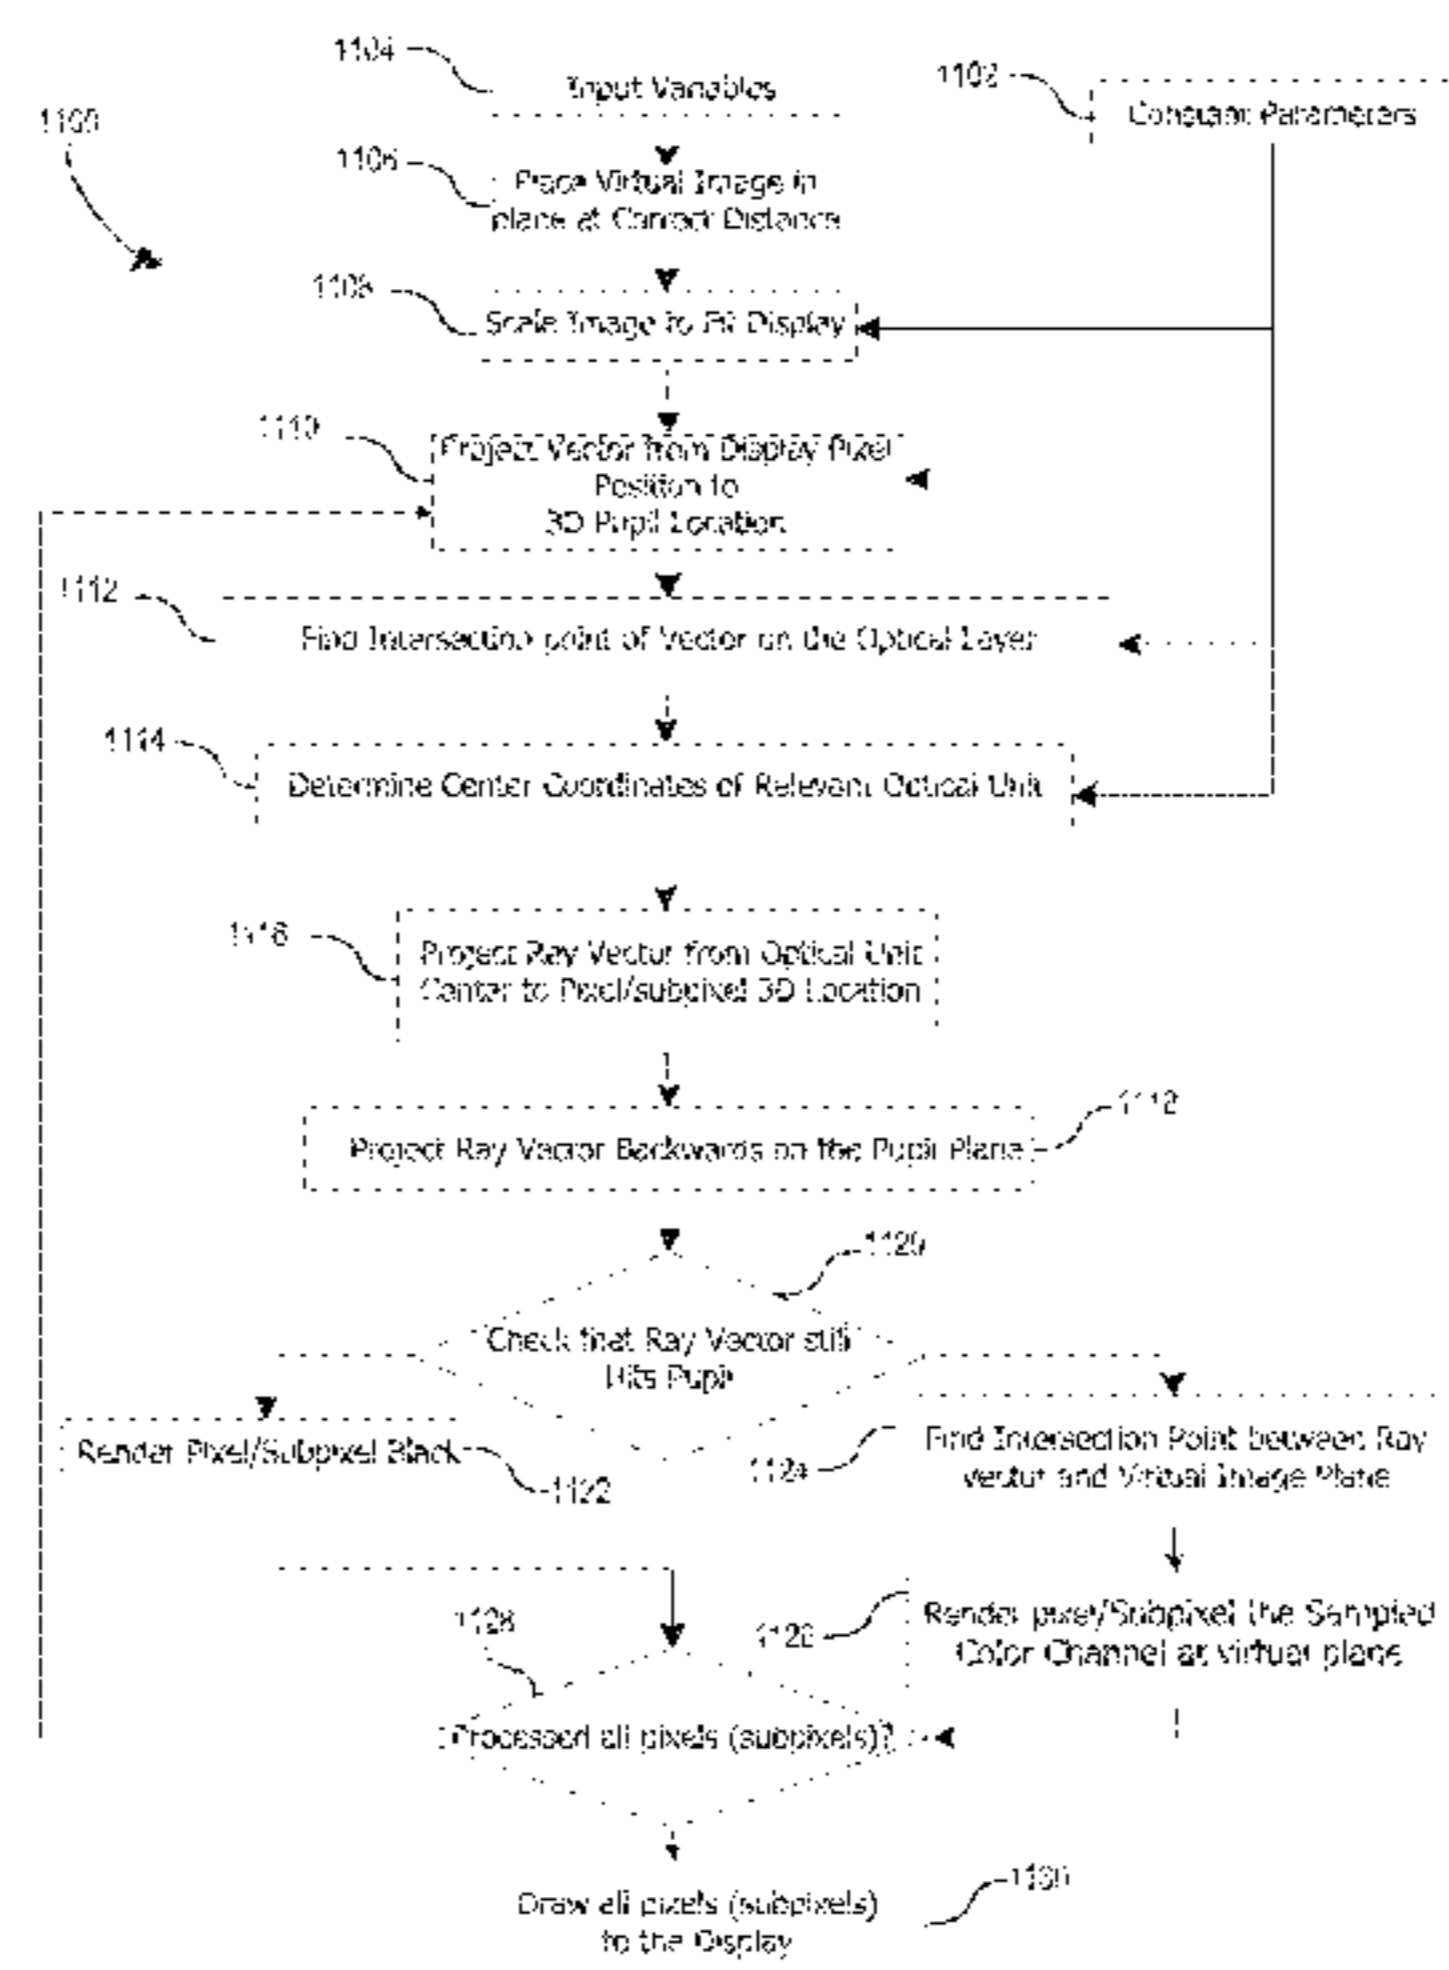 1104
Input Variables
1102
Constant Parameters
1100
1106
Place Virtual Image in
plane at Correct Distance
1108
Scale Image to Fit Display
1110
Project Vector from Display Pixel
Position to
3D Pupil Location
1112
Find Intersection point of Vector on the Optical Layer
1114
Determine Center Coordinates of Relevant Optical Unit
1116
Project Ray Vector from Optical Unit
Center to Pixel/subpixel 3D Location
1118
Project Ray Vector Backwards on the Pupil Plane
1120
Check that Ray Vector still
Hits Pupil
Render Pixel/Subpixel Black
1122
1124
Find Intersection Point between Ray
vector and Virtual Image Plane
1128
1126
Render pixel/Subpixel the Sampled
Color Channel at virtual plane
Processed all pixels (subpixels)?
1130
Draw all pixels (subpixels)
to the Display